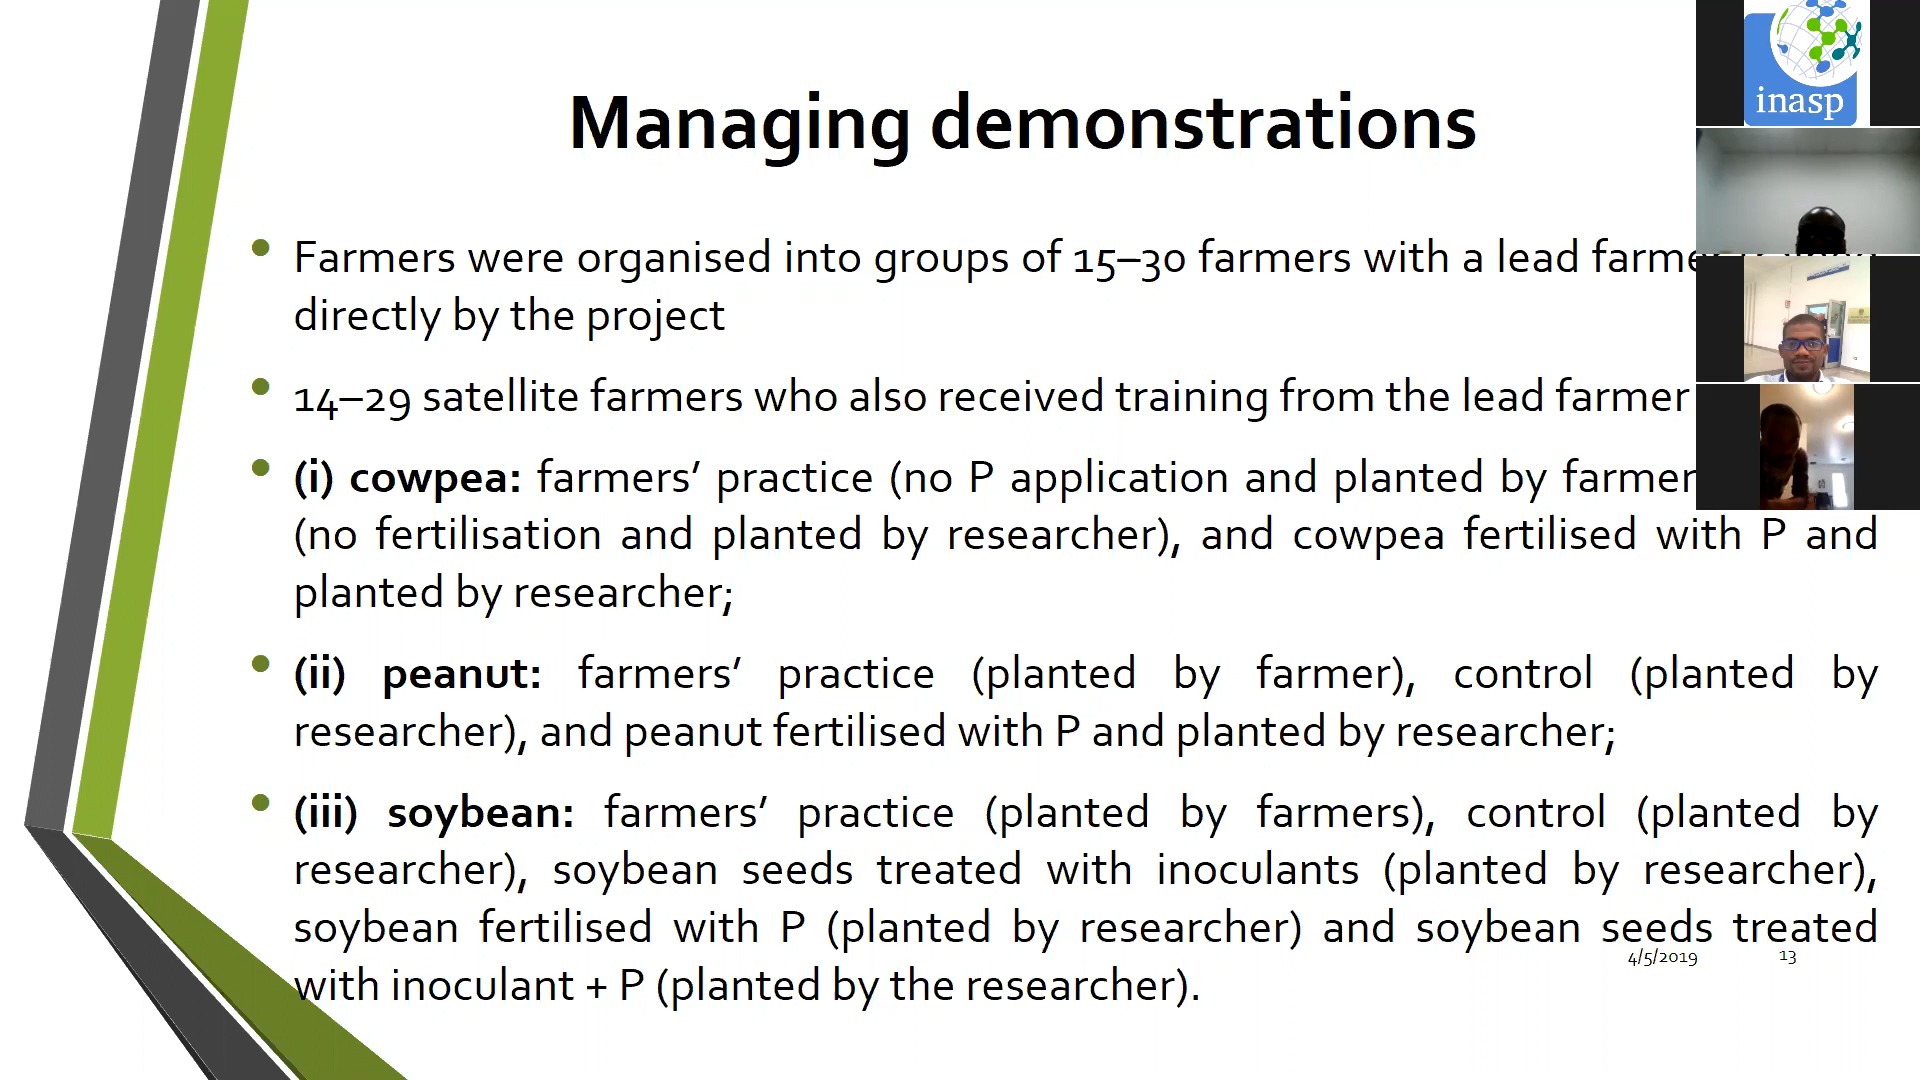 Managing demonstrations
Farmers were organised into groups of 15–30 farmers with a lead
directly by the project
14–29 satellite farmers who also received training from the lead farmer
(i) cowpea: farmers’ practice (no P application and planted by
(no fertilisation and planted by researcher), and cowpea fertilised with P and
planted by researcher;
(ii) peanut: farmers’ practice (planted by farmer), control (planted by
researcher), and peanut fertilised with P and planted by researcher;
(iii) soybean: farmers’ practice (planted by farmers), control (planted by
researcher), soybean seeds treated with inoculants (planted by researcher),
soybean fertilised with P (planted by researcher) and soybean seeds treated
with inoculant + P (planted by the researcher).
4/5/2019
13
inasp